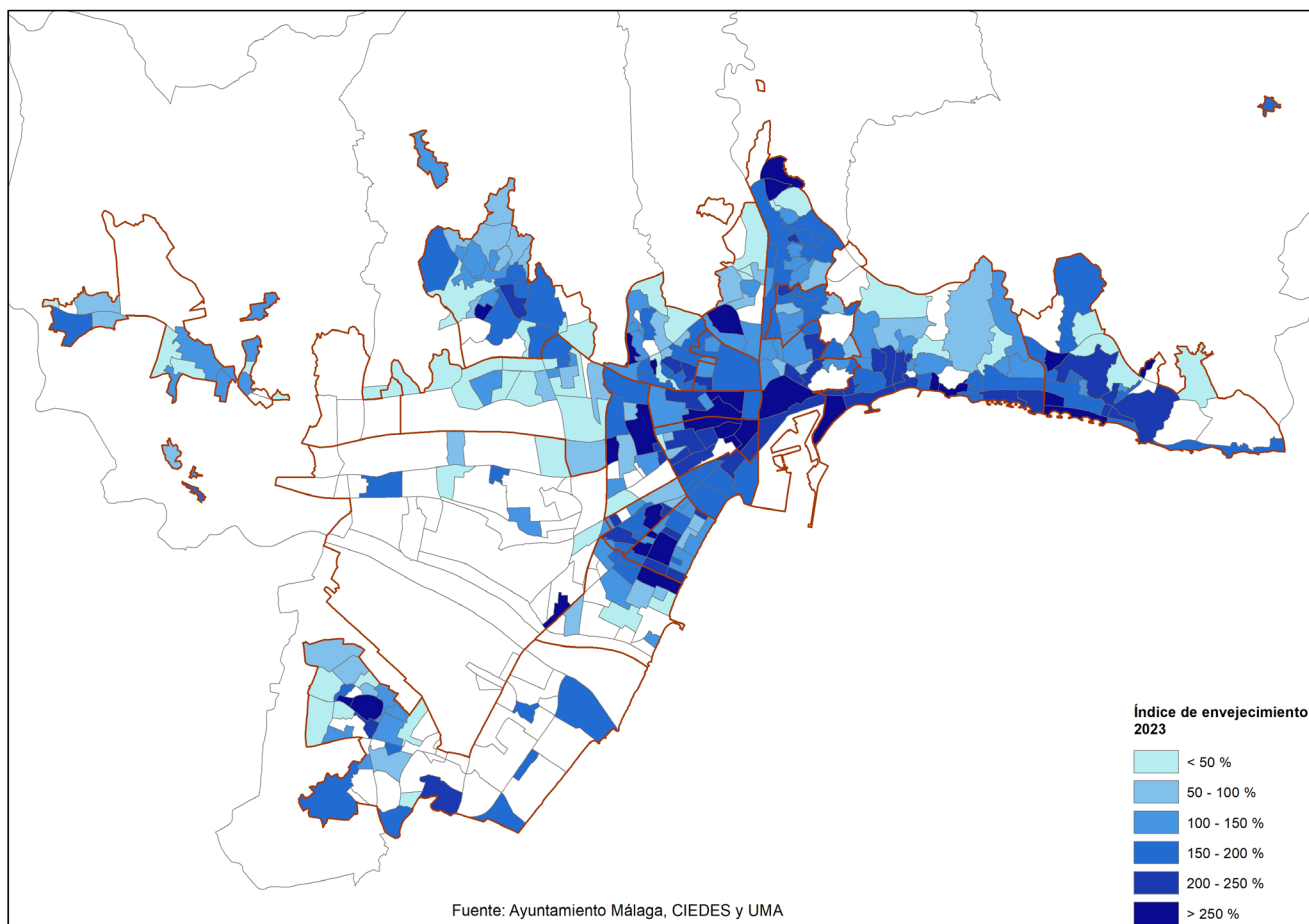 Índice de envejecimiento
2023
< 50 %
50 - 100 %
100 - 150 %
150 - 200 %
200 - 250 %
> 250 %
Fuente: Ayuntamiento Málaga, CIEDES y UMA